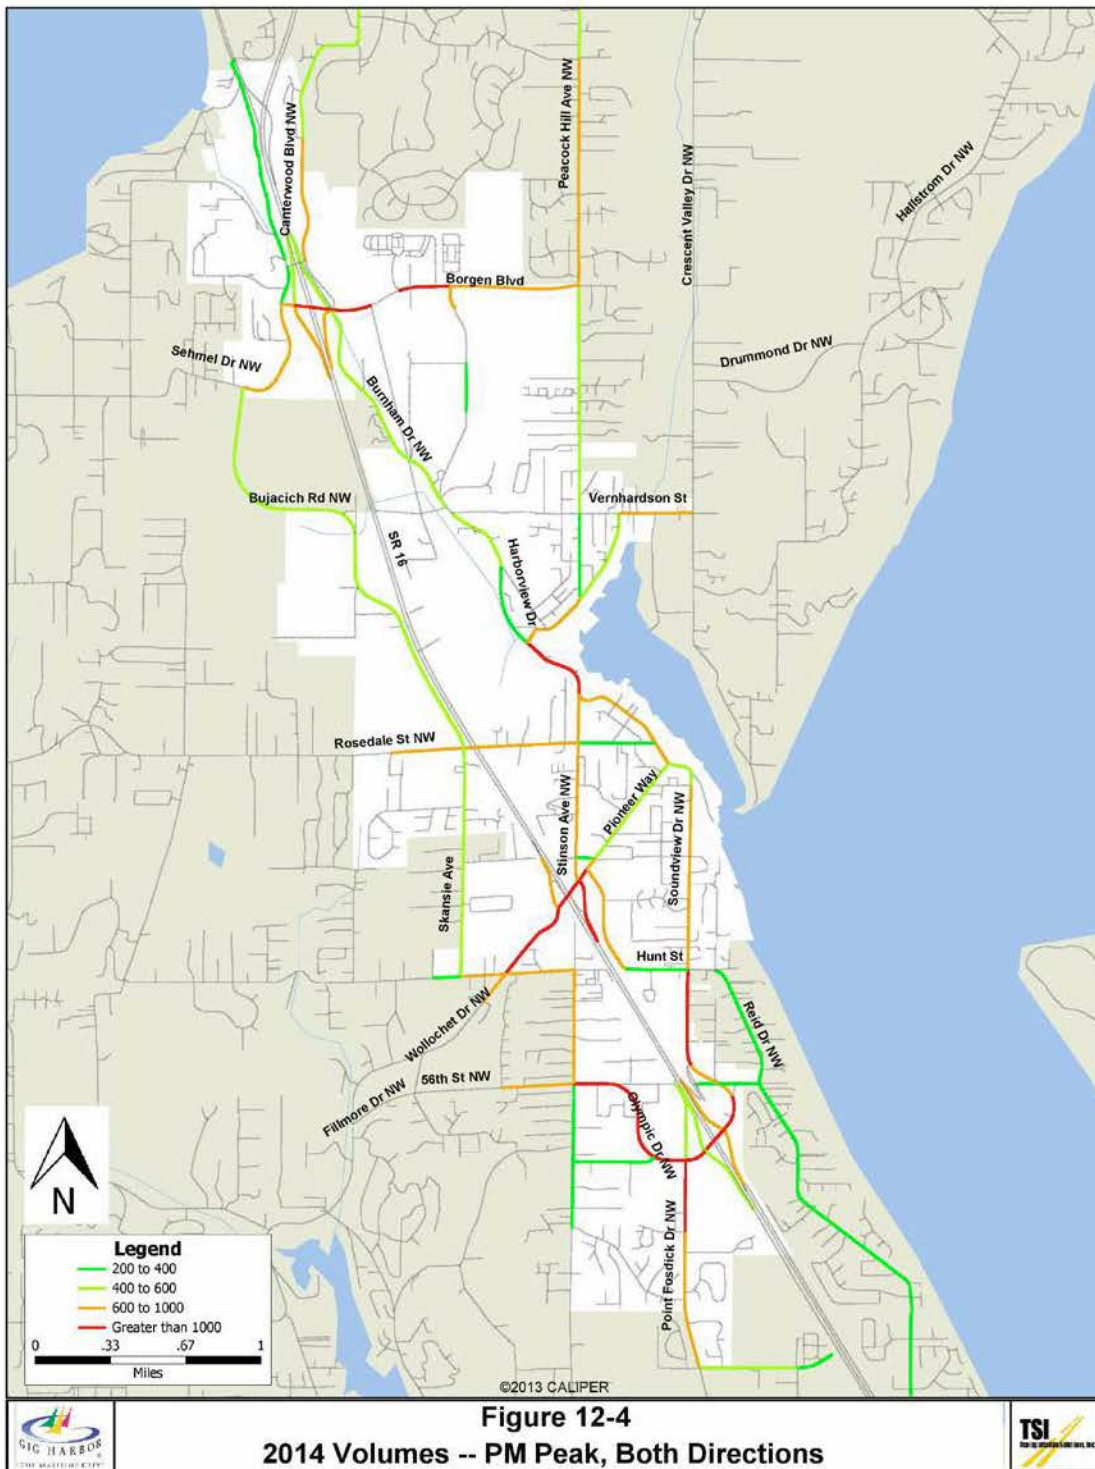 Canterwood Blvd NW
Peacock Hill Ave NW
Crescent Valley Dr NW
Hallstrom Dr NW
Borgen Blvd
Sehmel Dr NW
Drummond Dr NW
Burnham Dr NW
Bujacich Rd NW
Vernhardson St
SR 16
Harborview Dr
Rosedale St NW
Stinson Ave NW
Pioneer Way
Soundview Dr NW
Skansie Ave
Hunt St
Wollochet Dr NW
Reid Dr NW
56th St NW
Fillmore Dr NW
Olympic Dr NW
Point Fosdick Dr NW
N
Legend
200 to 400
400 to 600
600 to 1000
Greater than 1000
0 .33 .67 1
Miles
©2013 CALIPER
GIG HARBOR
"THE MARITIME CITY"
Figure 12-4
2014 Volumes -- PM Peak, Both Directions
TSI